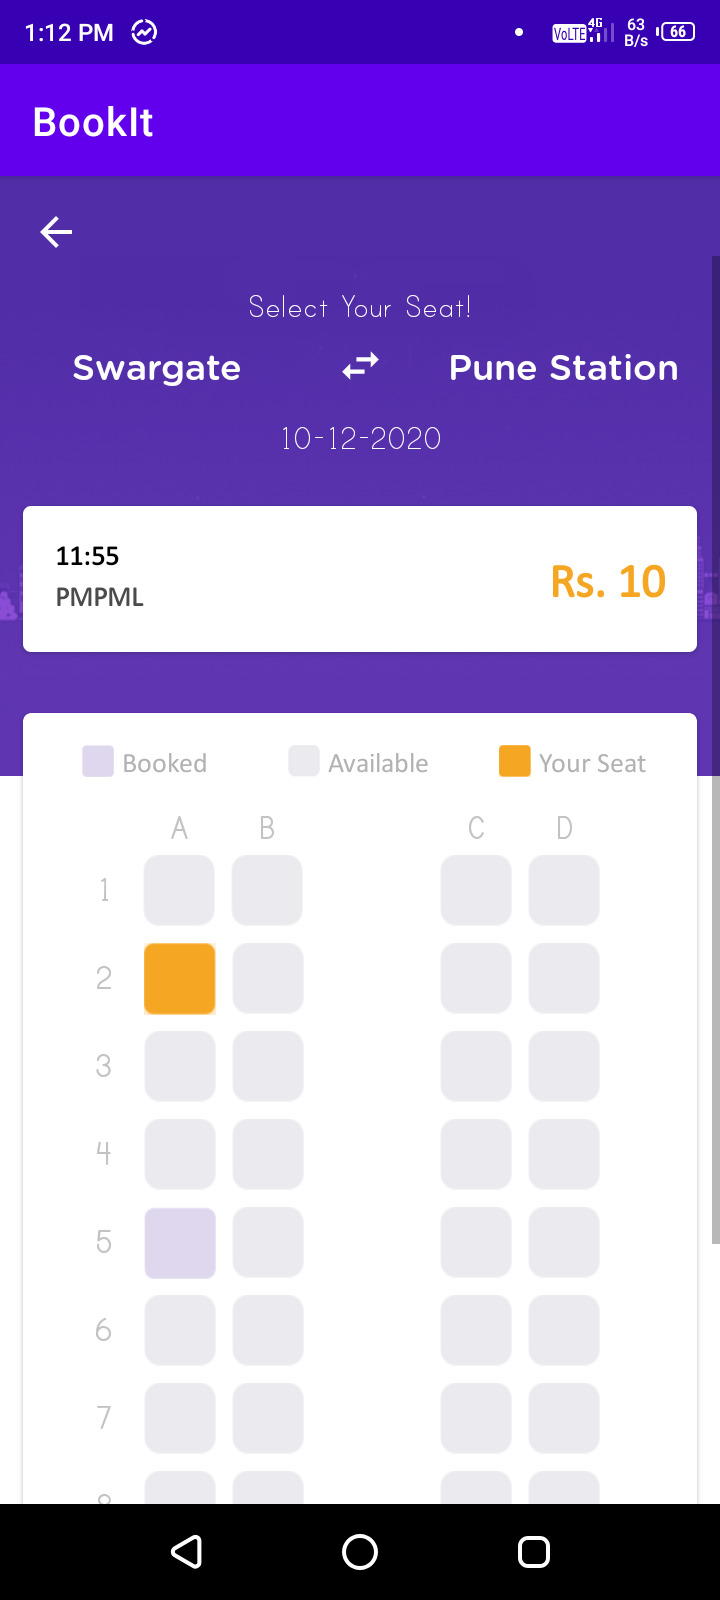 1:12 PM VoLTE 4G 63 B/s 66
BookIt
Select Your Seat!
Swargate Pune Station
10-12-2020
11:55
PMPML
Rs. 10
Booked Available Your Seat
A B C D
1
2
3
4
5
6
7